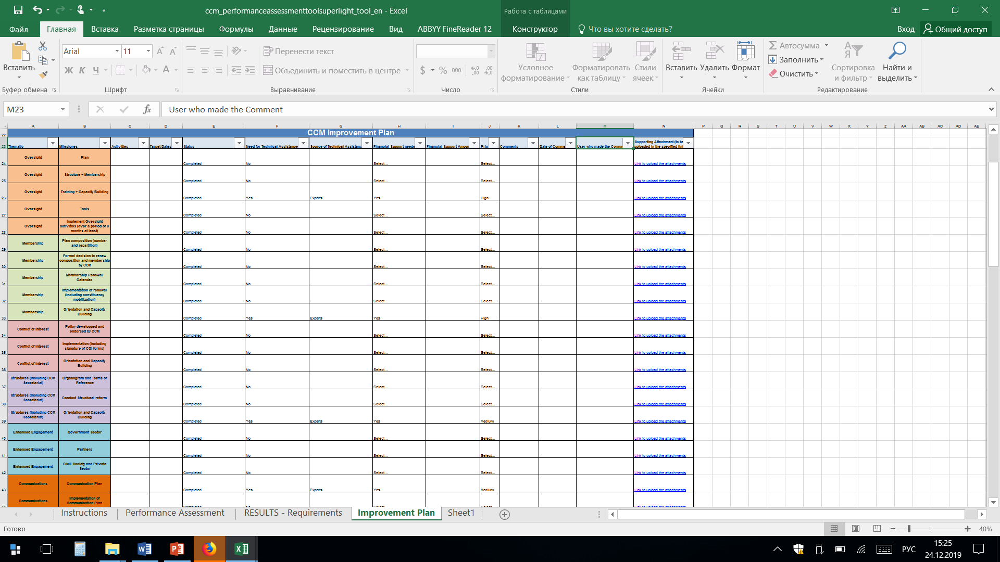 ccm_performanceassessmenttoolsuperlight_tool_en - Excel
Работа с таблицами
Файл Главная Вставка Разметка страницы Формулы Данные Рецензирование Вид ABBYY FineReader 12 Конструктор Что вы хотите сделать? Вход Общий доступ
Вставить
Arial 11
Ж К Ч А
Перенести текст
Объединить и поместить в центре
$ % 000
Условное форматирование
Форматировать как таблицу
Стили ячеек
Вставить Удалить Формат
Автосумма
Заполнить
Очистить
Сортировка и фильтр
Найти и выделить
Буфер обмена Шрифт Выравнивание Число Стили Ячейки Редактирование
M23 fx User who made the Comment
A B C D E F G H I J K L M N P Q R S T U V W X Y Z AA AB AC AD AE
22 CCM Improvement Plan
23 Thematic Milestones Activities Target Dates Status Need for Technical Assistance Source of Technical Assistanc Financial Support neede Financial Support Amour Prio Comments Date of Comme User who made the Comm Supporting Attachment (to be uploaded in the specified lin
24 Oversight Plan Completed No Select... Select... Link to upload the attachments
25 Oversight Structure + Membership Completed No Select... Select... Link to upload the attachments
26 Oversight Training + Capacity Building Completed Yes Experts Yes High Link to upload the attachments
27 Oversight Tools Completed No Select... Select... Link to upload the attachments
28 Oversight Implement Oversight activities (over a period of 6 months at least) Completed No Select... Select... Link to upload the attachments
29 Membership Plan composition (number and repartition) Completed No Select... Select... Link to upload the attachments
30 Membership Formal decision to renew composition and membership by CCM Completed No Select... Select... Link to upload the attachments
31 Membership Membership Renewal Calendar Completed No Select... Select... Link to upload the attachments
32 Membership Implementation of renewal (including constituency mobilization) Completed No Select... Select... Link to upload the attachments
33 Membership Orientation and Capacity Building Completed Yes Experts Yes High Link to upload the attachments
34 Conflict of Interest Policy developped and endorsed by CCM Completed No Select... Select... Link to upload the attachments
35 Conflict of Interest Implementation (including signature of COI forms) Completed No Select... Select... Link to upload the attachments
36 Conflict of Interest Orientation and Capacity Building Completed No Select... Select... Link to upload the attachments
37 Structures (including CCM Secretariat) Organogram and Terms of Reference Completed No Select... Select... Link to upload the attachments
38 Structures (including CCM Secretariat) Conduct Structural reform Completed No Select... Select... Link to upload the attachments
39 Structures (including CCM Secretariat) Orientation and Capacity Building Completed Yes Experts Yes Medium Link to upload the attachments
40 Enhanced Engagement Government Sector Completed No Select... Select... Link to upload the attachments
41 Enhanced Engagement Partners Completed No Select... Select... Link to upload the attachments
42 Enhanced Engagement Civil Society and Private Sector Completed No Select... Select... Link to upload the attachments
43 Communications Communication Plan Completed Yes Experts Yes Medium Link to upload the attachments
Communications Implementation of Communication Plan
Instructions Performance Assessment RESULTS - Requirements Improvement Plan Sheet1
Готово 40%
РУС 15:25
24.12.2019